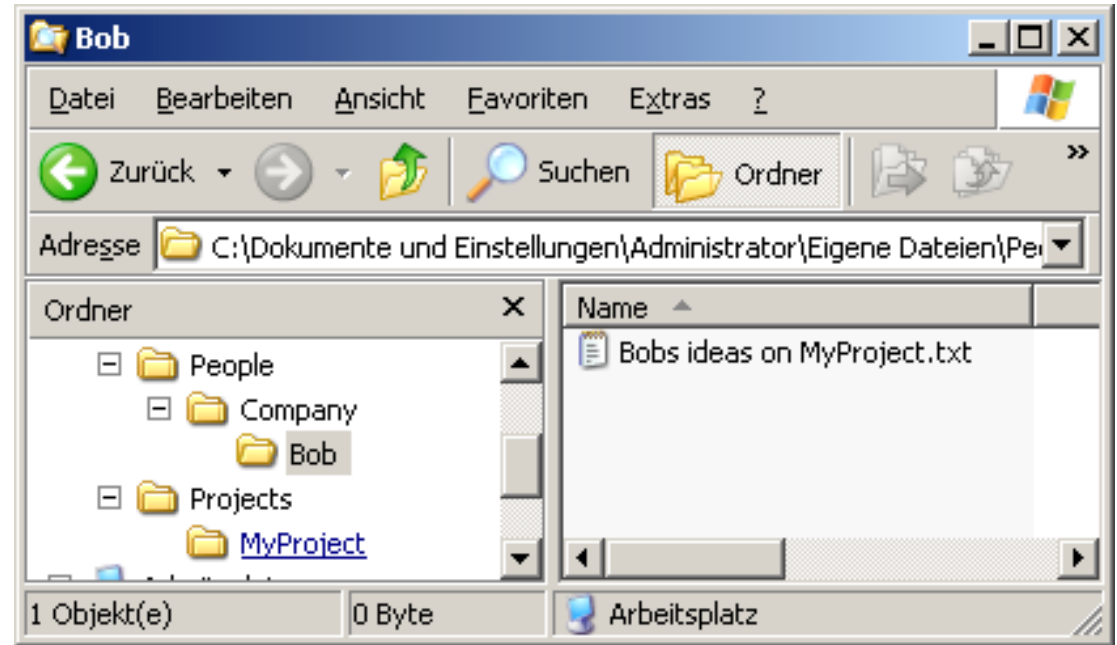 Bob
Datei Bearbeiten Ansicht Favoriten Extras ?
Zurück Suchen Ordner »
Adresse C:\Dokumente und Einstellungen\Administrator\Eigene Dateien\Pe
Ordner
Name
People
Bobs ideas on MyProject.txt
Company
Bob
Projects
MyProject
1 Objekt(e) 0 Byte Arbeitsplatz